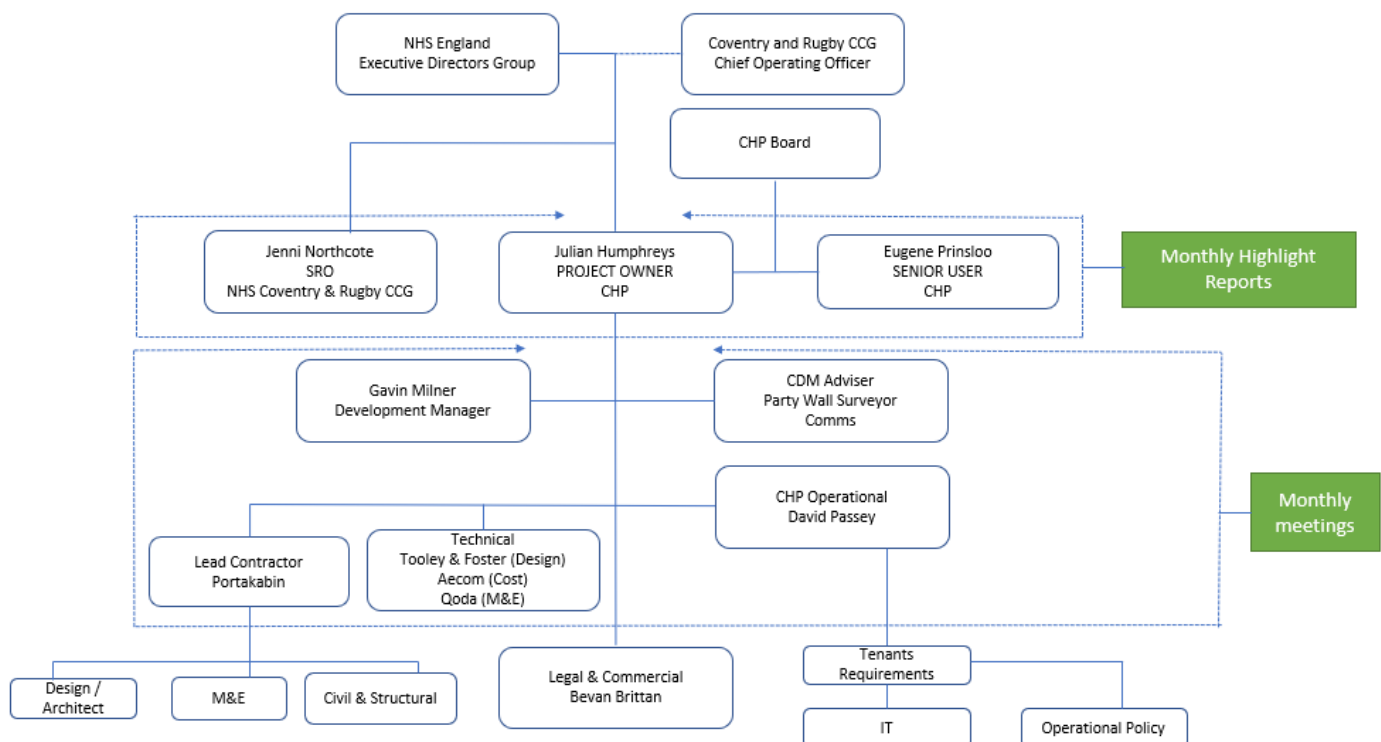 NHS England
Executive Directors Group
Coventry and Rugby CCG
Chief Operating Officer
CHP Board
Jenni Northcote
SRO
NHS Coventry & Rugby CCG
Julian Humphreys
PROJECT OWNER
CHP
Eugene Prinsloo
SENIOR USER
CHP
Monthly Highlight
Reports
Gavin Milner
Development Manager
CDM Adviser
Party Wall Surveyor
Comms
CHP Operational
David Passey
Monthly
meetings
Lead Contractor
Portakabin
Technical
Tooley & Foster (Design)
Aecom (Cost)
Qoda (M&E)
Design /
Architect
M&E
Civil & Structural
Legal & Commercial
Bevan Brittan
Tenants
Requirements
IT
Operational Policy